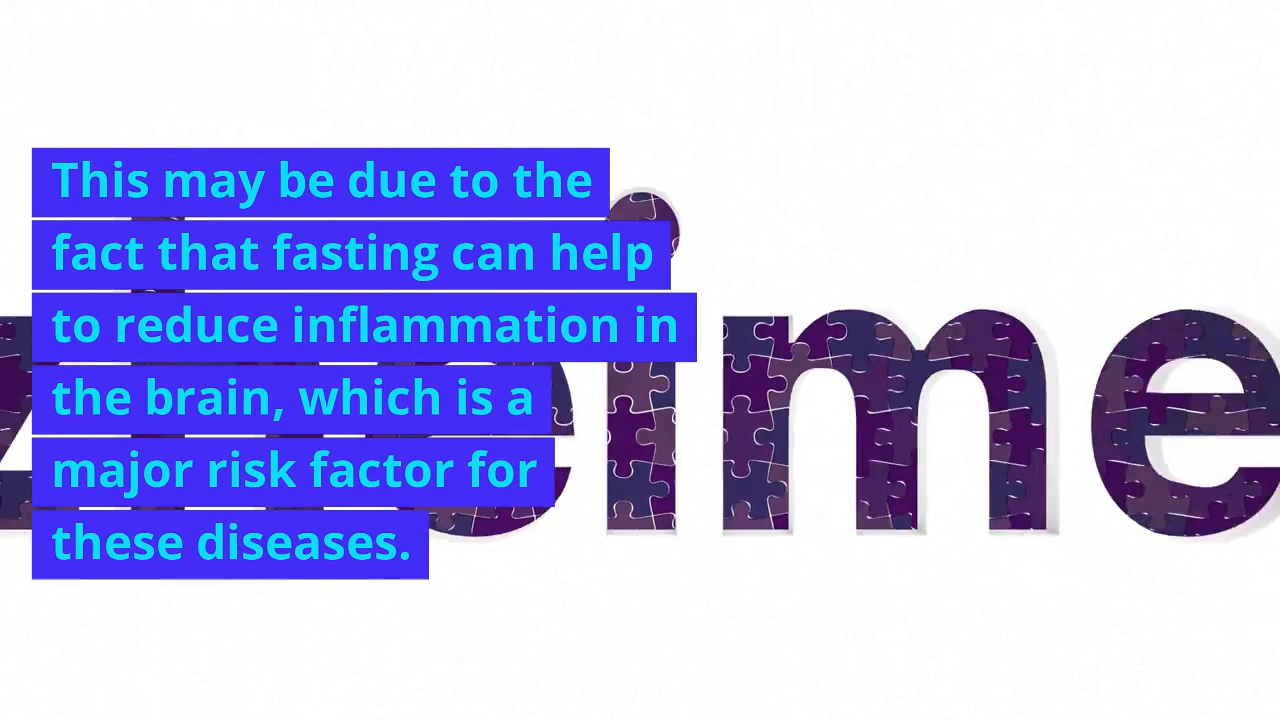 This may be due to the
fact that fasting can help
to reduce inflammation in
the brain, which is a
major risk factor for
these diseases.
ime